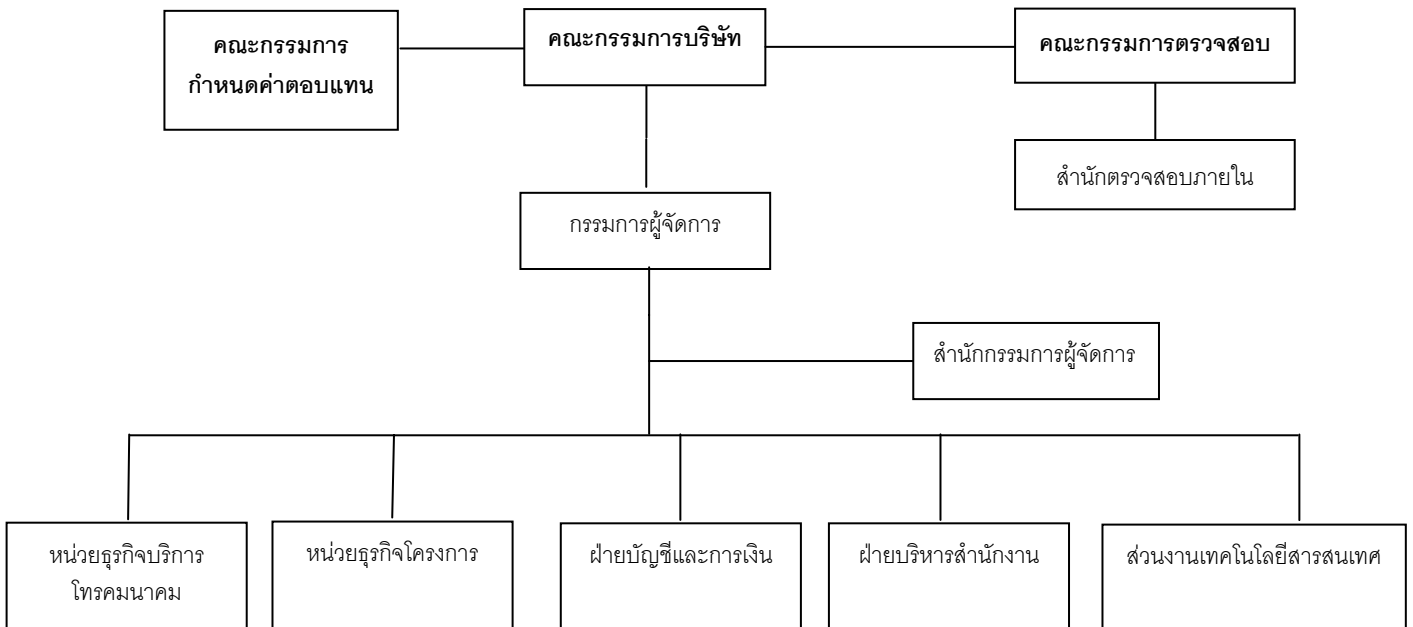 คณะกรรมการ
กำหนดค่าตอบแทน
คณะกรรมการบริษัท
คณะกรรมการตรวจสอบ
สำนักตรวจสอบภายใน
กรรมการผู้จัดการ
สำนักกรรมการผู้จัดการ
หน่วยธุรกิจบริการ
โทรคมนาคม
หน่วยธุรกิจโครงการ
ฝ่ายบัญชีและการเงิน
ฝ่ายบริหารสำนักงาน
ส่วนงานเทคโนโลยีสารสนเทศ